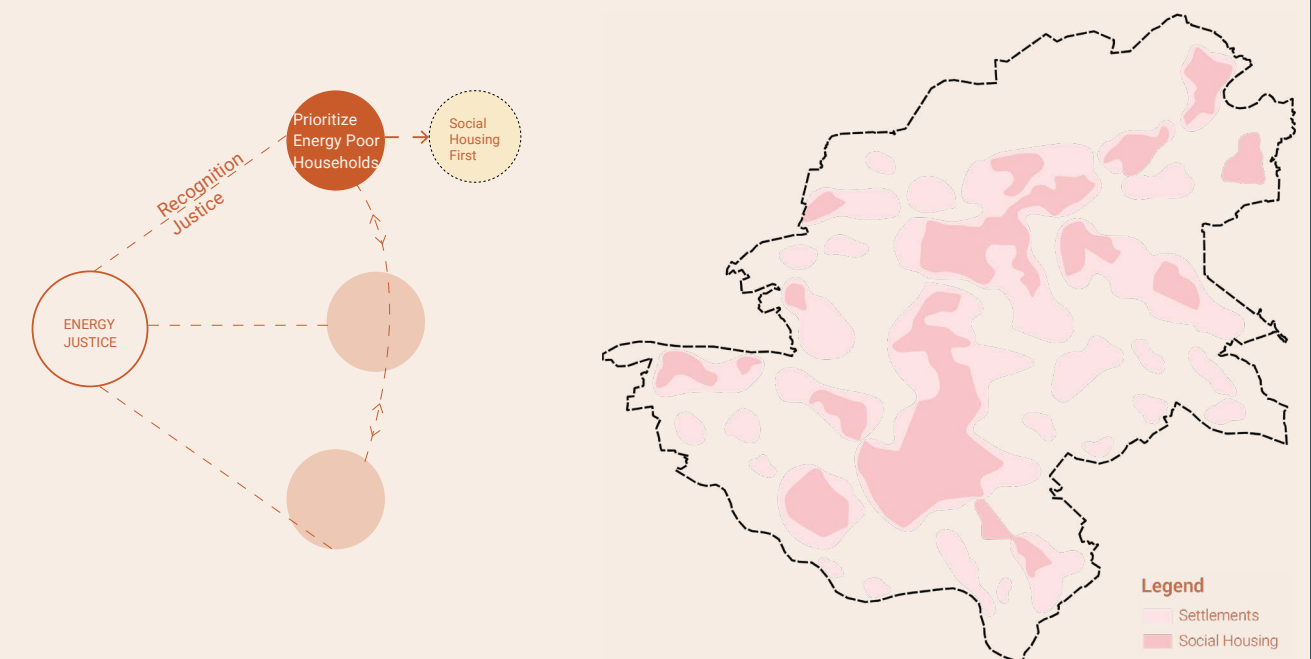 Prioritize
Energy Poor
Households
Social
Housing
First
Recognition
Justice
ENERGY
JUSTICE
Legend
Settlements
Social Housing